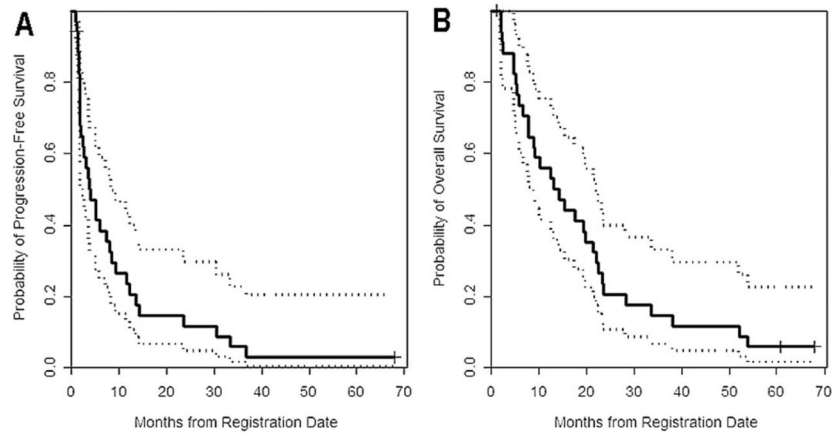 A
Probability of Progression-Free Survival
0.0 0.2 0.4 0.6 0.8
0 10 20 30 40 50 60 70
Months from Registration Date
B
Probability of Overall Survival
0.0 0.2 0.4 0.6 0.8
0 10 20 30 40 50 60 70
Months from Registration Date